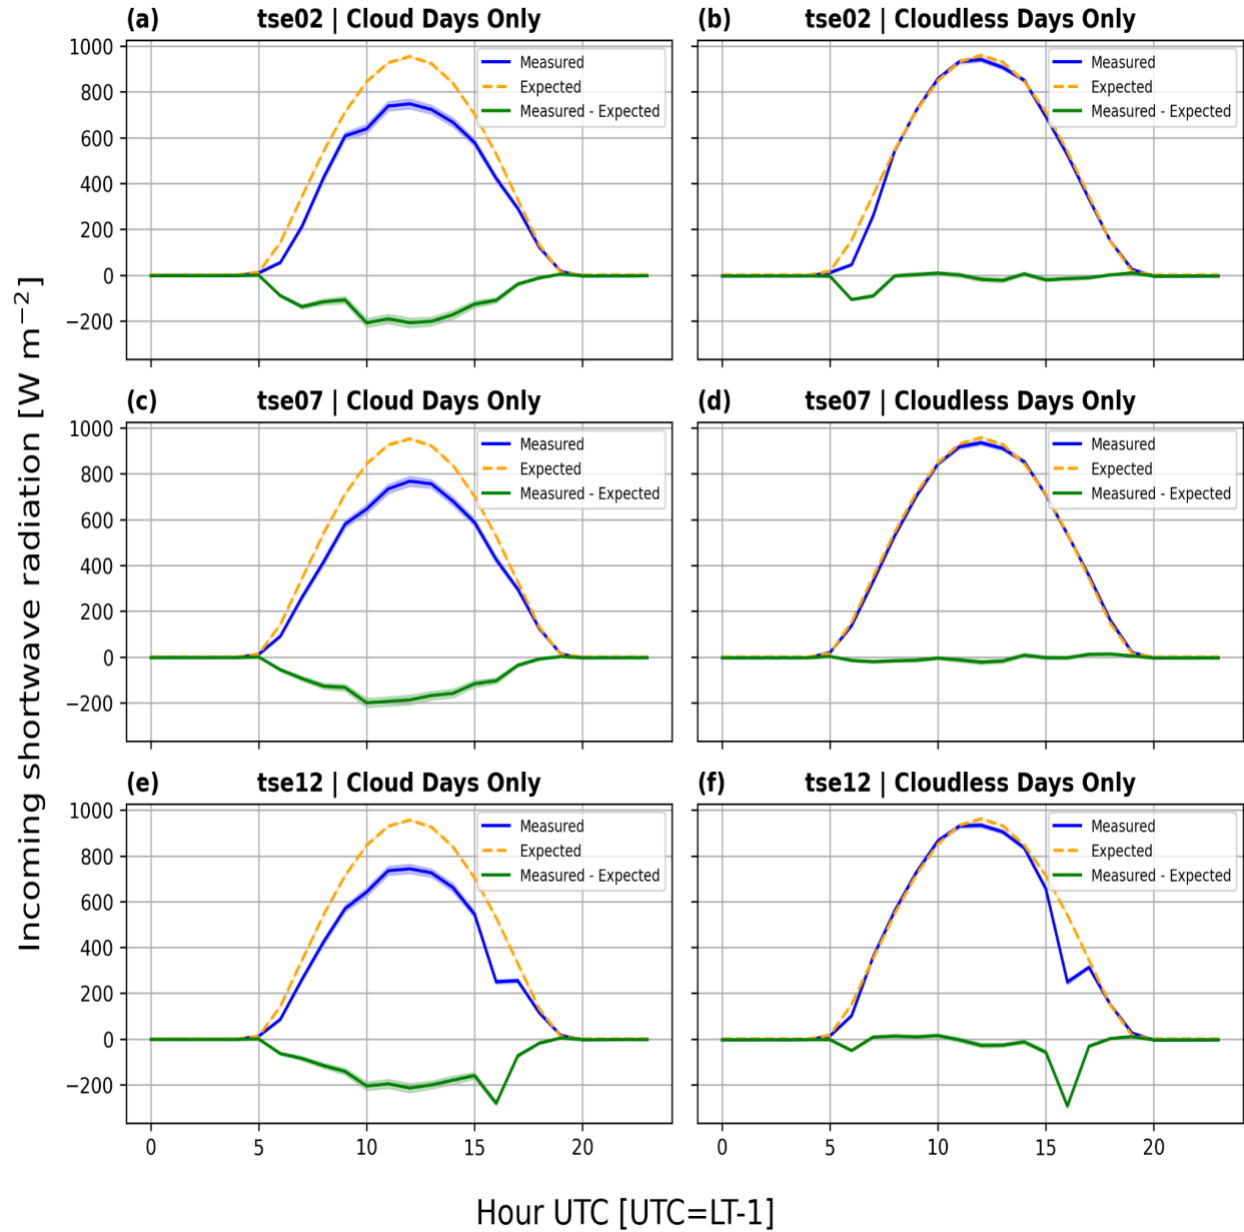 (a) tse02 | Cloud Days Only
(b) tse02 | Cloudless Days Only
1000
800
600
400
200
0
−200
Measured
Expected
Measured - Expected
Measured
Expected
Measured - Expected
(c) tse07 | Cloud Days Only
(d) tse07 | Cloudless Days Only
1000
800
600
400
200
0
−200
Measured
Expected
Measured - Expected
Measured
Expected
Measured - Expected
(e) tse12 | Cloud Days Only
(f) tse12 | Cloudless Days Only
1000
800
600
400
200
0
−200
Measured
Expected
Measured - Expected
Measured
Expected
Measured - Expected
0 5 10 15 20
0 5 10 15 20
Incoming shortwave radiation [W m⁻²]
Hour UTC [UTC=LT-1]